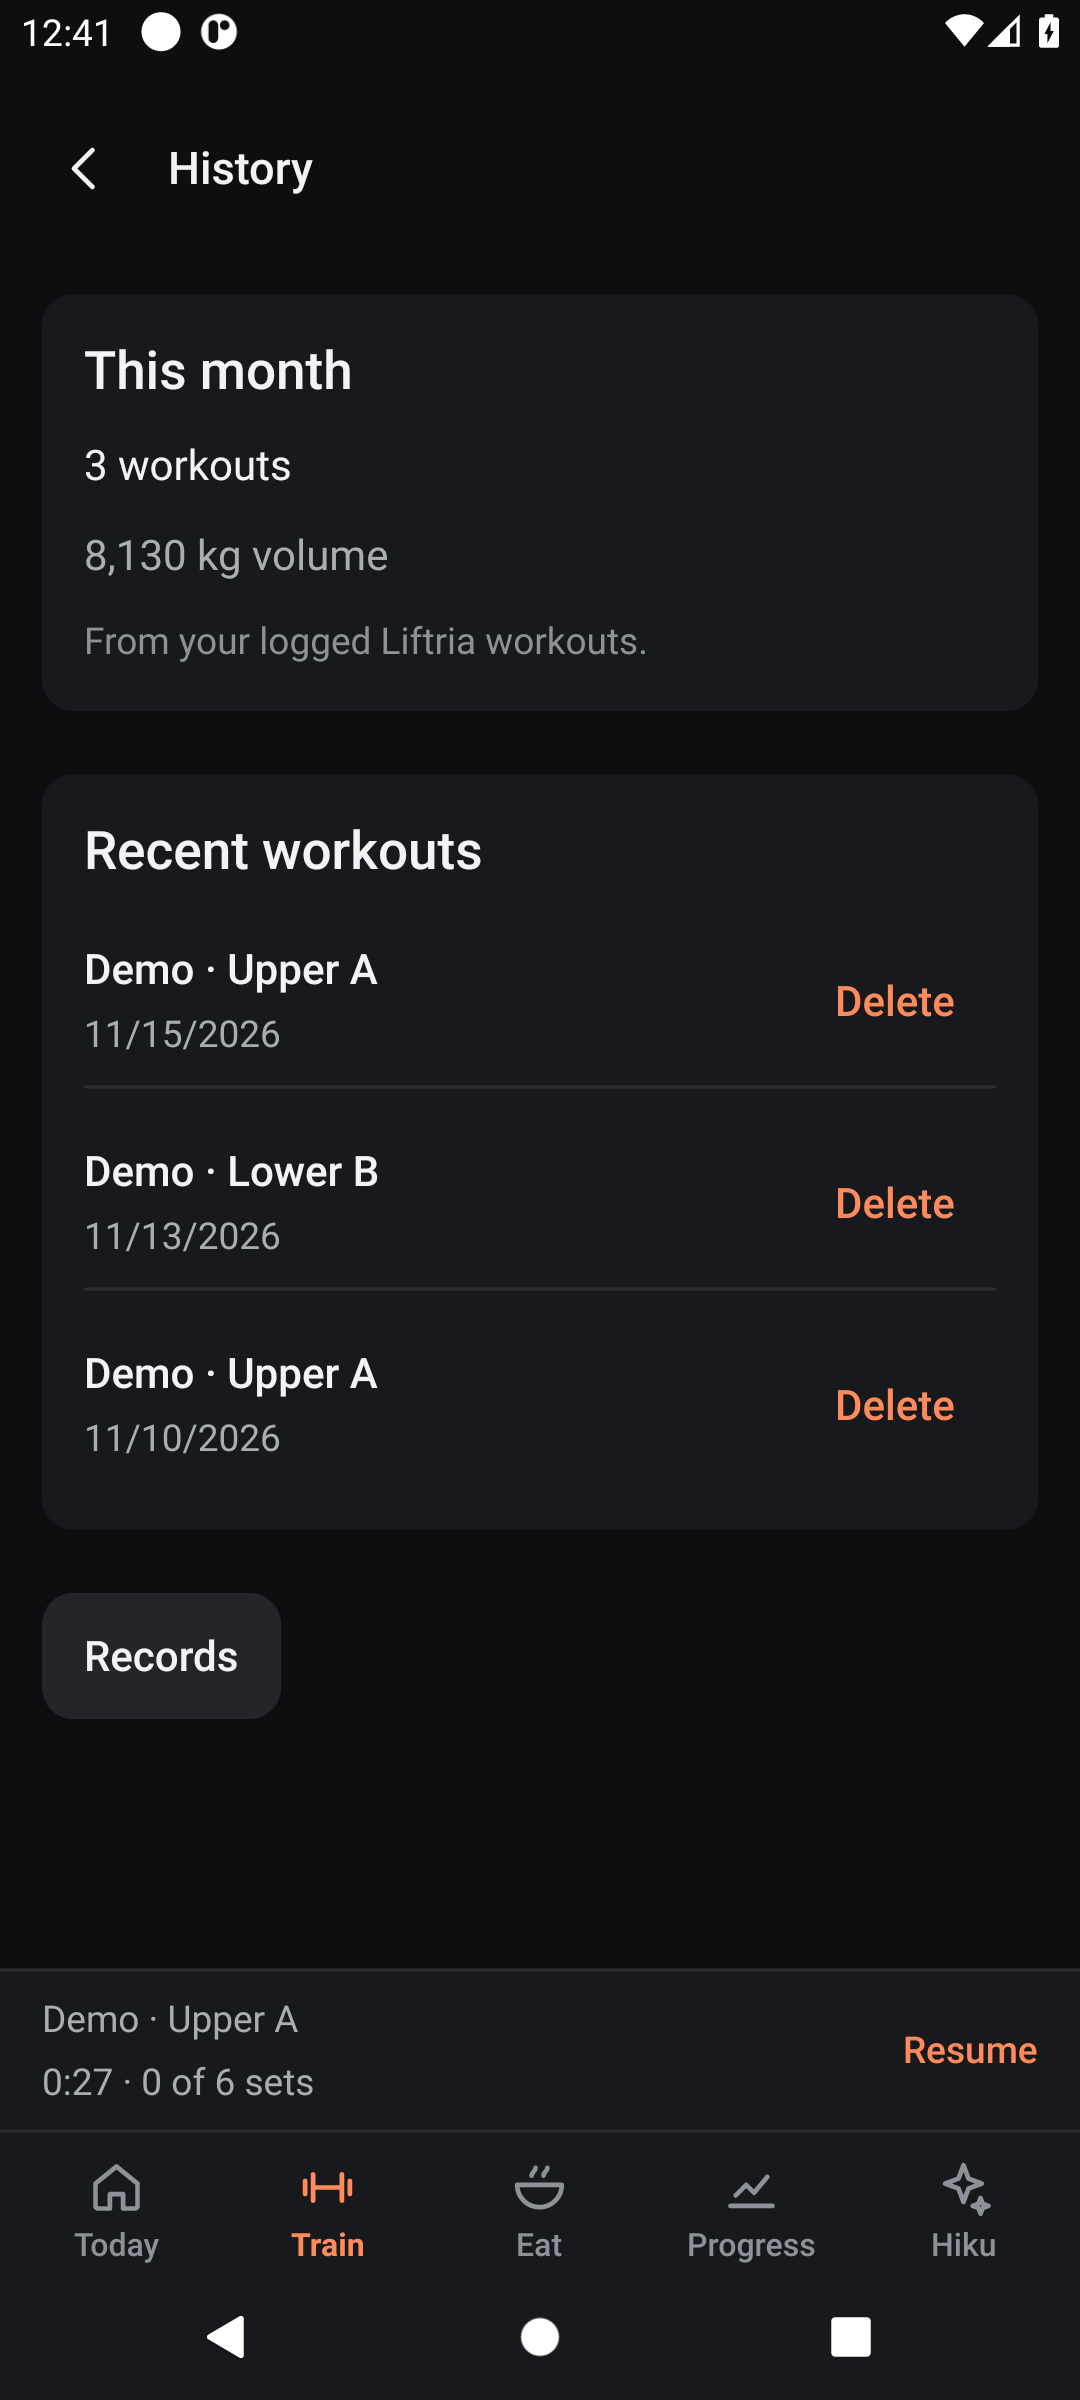 12:41
History
This month
3 workouts
8,130 kg volume
From your logged Liftria workouts.
Recent workouts
Demo · Upper A
11/15/2026
Delete
Demo · Lower B
11/13/2026
Delete
Demo · Upper A
11/10/2026
Delete
Records
Demo · Upper A
0:27 · 0 of 6 sets
Resume
Today
Train
Eat
Progress
Hiku